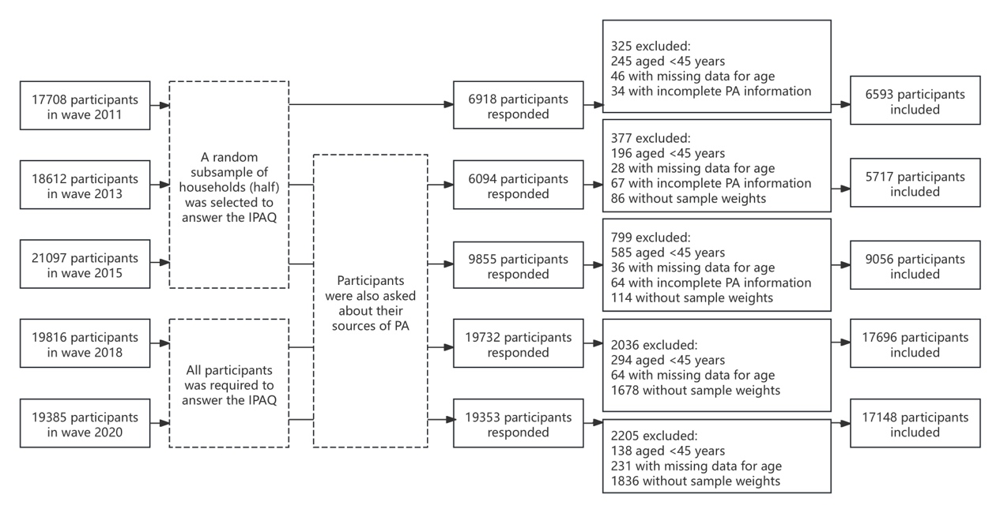 17708 participants
in wave 2011
18612 participants
in wave 2013
21097 participants
in wave 2015
19816 participants
in wave 2018
19385 participants
in wave 2020
A random
subsample of
households (half)
was selected to
answer the IPAQ
All participants
was required to
answer the IPAQ
Participants
were also asked
about their
sources of PA
6918 participants
responded
6094 participants
responded
9855 participants
responded
19732 participants
responded
19353 participants
responded
325 excluded:
245 aged <45 years
46 with missing data for age
34 with incomplete PA information
377 excluded:
196 aged <45 years
28 with missing data for age
67 with incomplete PA information
86 without sample weights
799 excluded:
585 aged <45 years
36 with missing data for age
64 with incomplete PA information
114 without sample weights
2036 excluded:
294 aged <45 years
64 with missing data for age
1678 without sample weights
2205 excluded:
138 aged <45 years
231 with missing data for age
1836 without sample weights
6593 participants
included
5717 participants
included
9056 participants
included
17696 participants
included
17148 participants
included